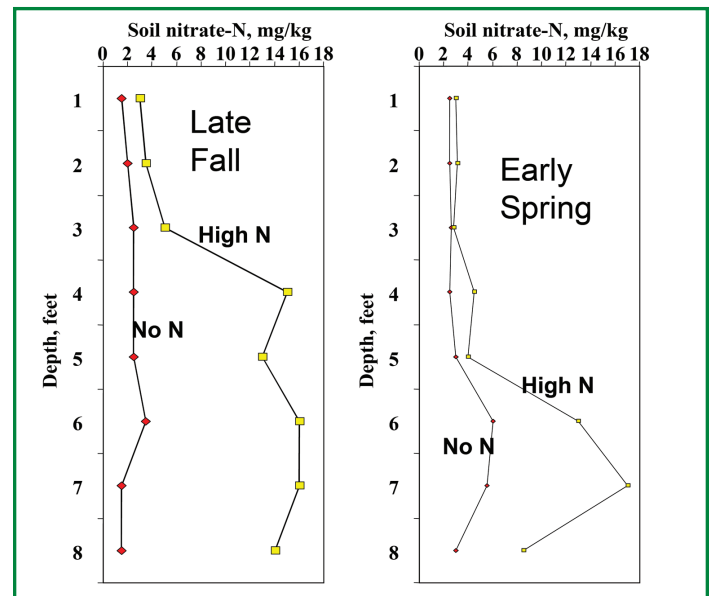 Soil nitrate-N, mg/kg
0 2 4 6 8 10 12 14 16 18
1
2
3
4
5
6
7
8
Depth, feet
Late
Fall
High N
No N
Soil nitrate-N, mg/kg
0 2 4 6 8 10 12 14 16 18
1
2
3
4
5
6
7
8
Depth, feet
Early
Spring
High N
No N